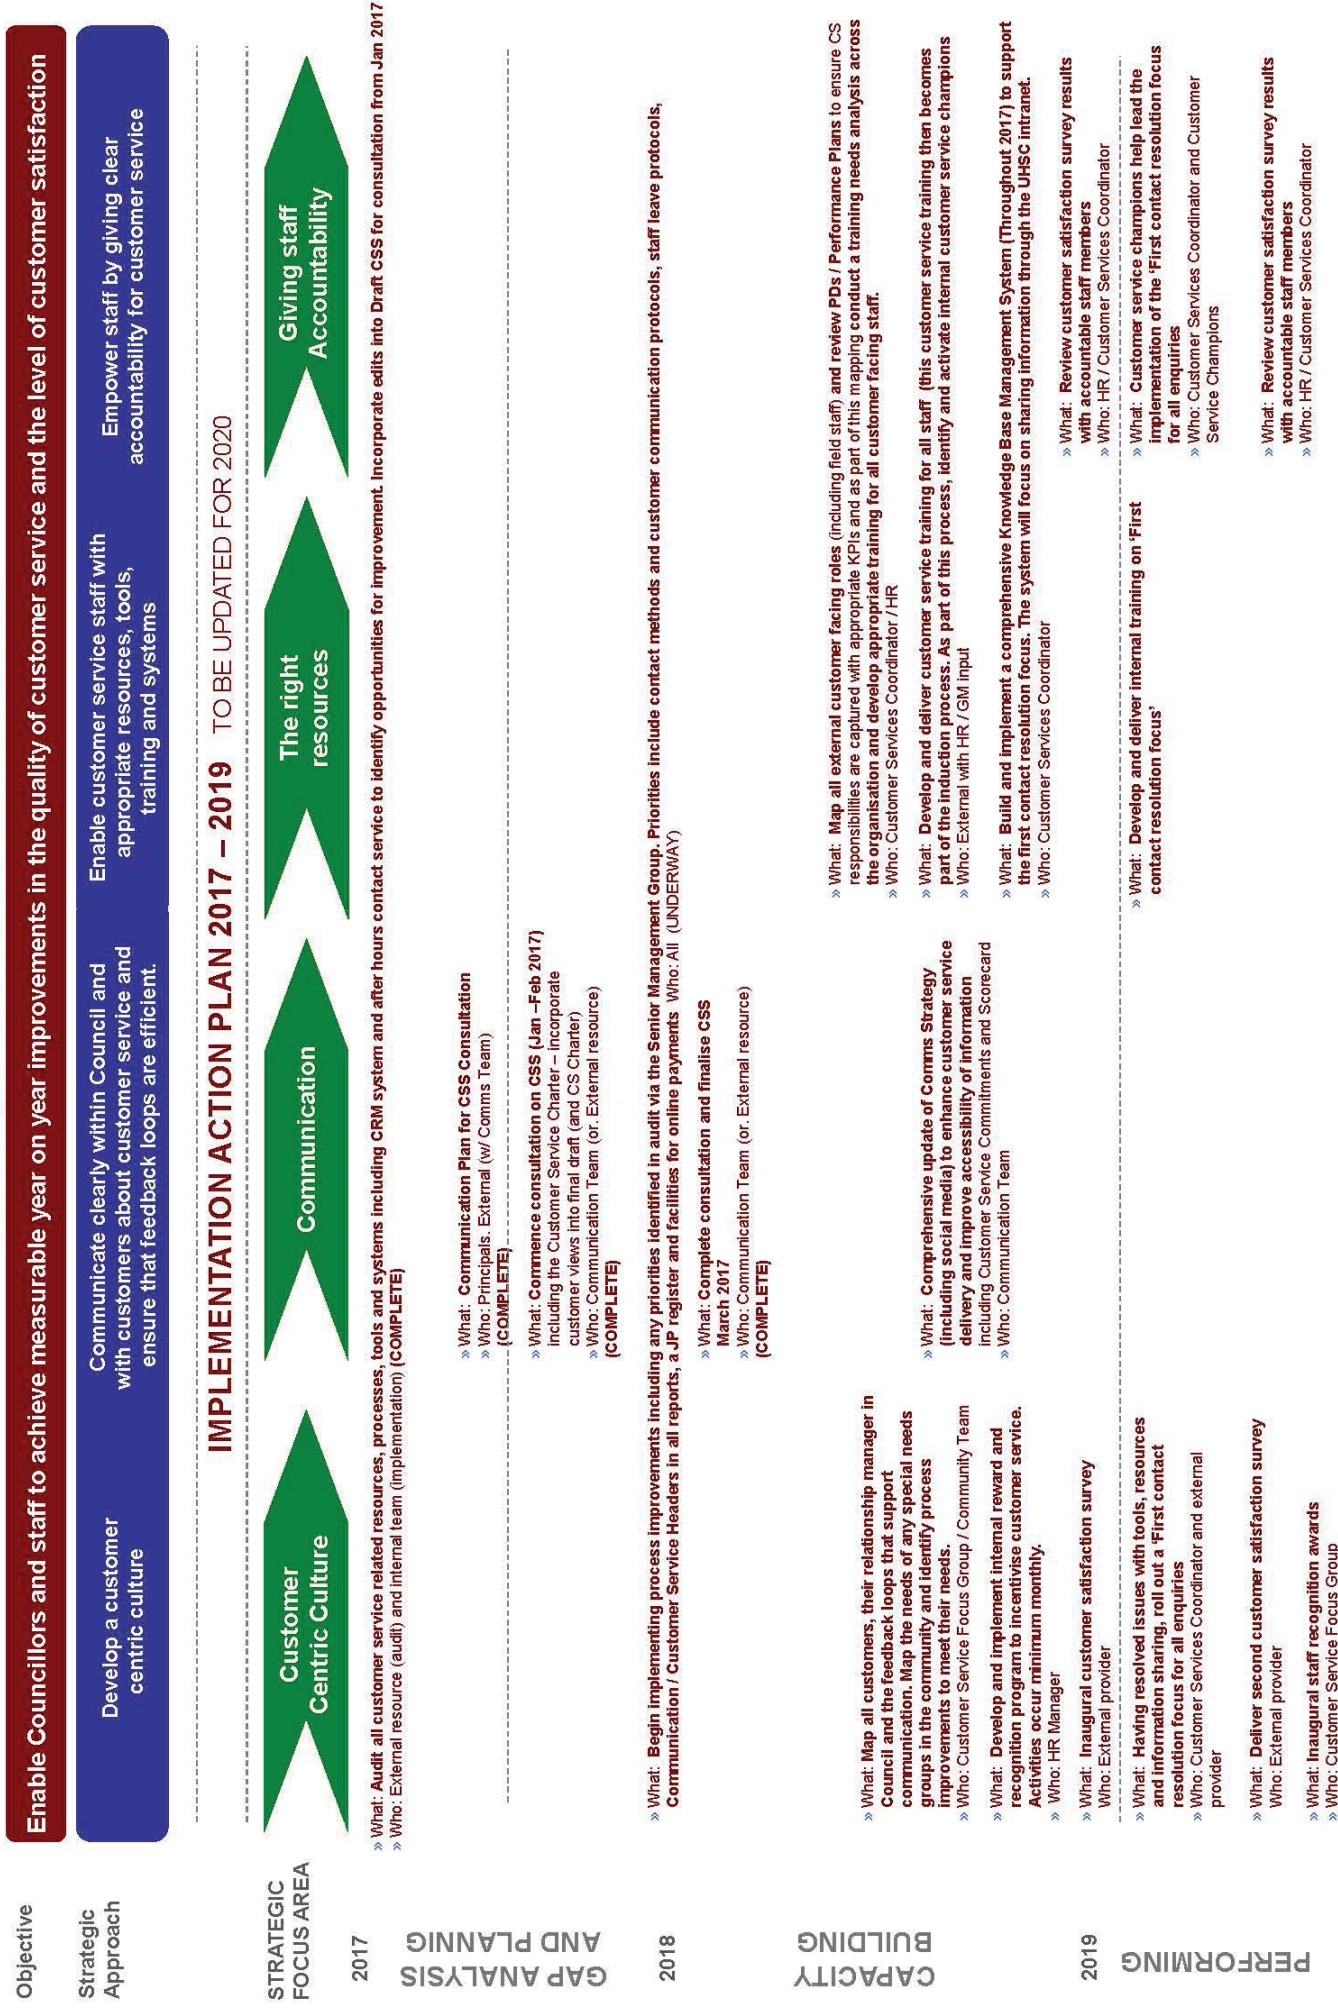 Objective
Enable Councillors and staff to achieve measurable year on year improvements in the quality of customer service and the level of customer satisfaction
Strategic
Approach
Develop a customer
centric culture
Communicate clearly within Council and
with customers about customer service and
ensure that feedback loops are efficient.
Enable customer service staff with
appropriate resources, tools,
training and systems
Empower staff by giving clear
accountability for customer service
IMPLEMENTATION ACTION PLAN 2017 – 2019 TO BE UPDATED FOR 2020
STRATEGIC
FOCUS AREA
Customer
Centric Culture
Communication
The right
resources
Giving staff
Accountability
2017
» What: Audit all customer service related resources, processes, tools and systems including CRM system and after hours contact service to identify opportunities for improvement. Incorporate edits into Draft CSS for consultation from Jan 2017
» Who: External resource (audit) and internal team (implementation) (COMPLETE)
GAP ANALYSIS
AND PLANNIG
» What: Communication Plan for CSS Consultation
» Who: Principals. External (w/ Comms Team)
(COMPLETE)
» What: Commence consultation on CSS (Jan –Feb 2017)
including the Customer Service Charter – incorporate
customer views into final draft (and CS Charter)
» Who: Communication Team (or. External resource)
(COMPLETE)
2018
» What: Begin implementing process improvements including any priorities identified in audit via the Senior Management Group. Priorities include contact methods and customer communication protocols, staff leave protocols,
Communication / Customer Service Headers in all reports, a JP register and facilities for online payments Who: All (UNDERWAY)
» What: Complete consultation and finalise CSS
March 2017
» Who: Communication Team (or. External resource)
(COMPLETE)
CAPACITY
BUILDING
» What: Map all customers, their relationship manager in
Council and the feedback loops that support
communication. Map the needs of any special needs
groups in the community and identify process
improvements to meet their needs.
» Who: Customer Service Focus Group / Community Team
» What: Develop and implement internal reward and
recognition program to incentivise customer service.
Activities occur minimum monthly.
» Who: HR Manager
» What: Inaugural customer satisfaction survey
Who: External provider
» What: Comprehensive update of Comms Strategy
(including social media) to enhance customer service
delivery and improve accessibility of information
including Customer Service Commitments and Scorecard
» Who: Communication Team
» What: Map all external customer facing roles (including field staff) and review PDs / Performance Plans to ensure CS
responsibilities are captured with appropriate KPIs and as part of this mapping conduct a training needs analysis across
the organisation and develop appropriate training for all customer facing staff.
» Who: Customer Services Coordinator / HR
» What: Develop and deliver customer service training for all staff (this customer service training then becomes
part of the induction process. As part of this process, identify and activate internal customer service champions
» Who: External with HR / GM input
» What: Build and implement a comprehensive Knowledge Base Management System (Throughout 2017) to support
the first contact resolution focus. The system will focus on sharing information through the UHSC intranet.
» Who: Customer Services Coordinator
» What: Review customer satisfaction survey results
with accountable staff members
» Who: HR / Customer Services Coordinator
2019
PERFORMING
» What: Having resolved issues with tools, resources
and information sharing, roll out a 'First contact
resolution focus for all enquiries
» Who: Customer Services Coordinator and external
provider
» What: Deliver second customer satisfaction survey
Who: External provider
» What: Inaugural staff recognition awards
» Who: Customer Service Focus Group
» What: Develop and deliver internal training on 'First
contact resolution focus'
» What: Customer service champions help lead the
implementation of the 'First contact resolution focus
for all enquiries
» Who: Customer Services Coordinator and Customer
Service Champions
» What: Review customer satisfaction survey results
with accountable staff members
» Who: HR / Customer Services Coordinator